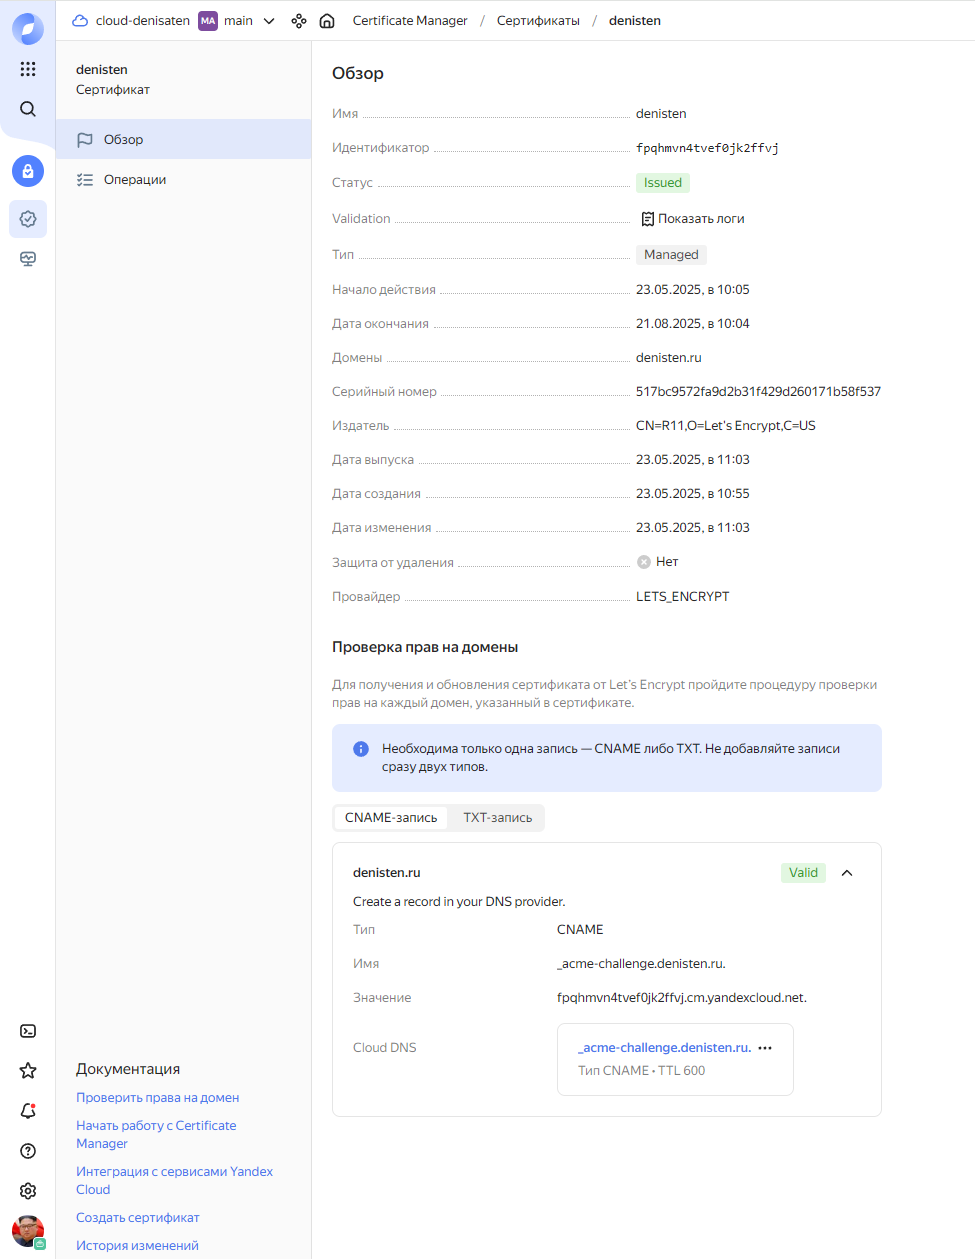 cloud-denisaten MA main Certificate Manager / Сертификаты / denisten
denisten
Сертификат
Обзор
Операции
Обзор
Имя denisten
Идентификатор fpqhmvn4tvef0jk2ffvj
Статус Issued
Validation Показать логи
Тип Managed
Начало действия 23.05.2025, в 10:05
Дата окончания 21.08.2025, в 10:04
Домены denisten.ru
Серийный номер 517bc9572fa9d2b31f429d260171b58f537
Издатель CN=R11,O=Let's Encrypt,C=US
Дата выпуска 23.05.2025, в 11:03
Дата создания 23.05.2025, в 10:55
Дата изменения 23.05.2025, в 11:03
Защита от удаления Нет
Провайдер LETS_ENCRYPT
Проверка прав на домены
Для получения и обновления сертификата от Let's Encrypt пройдите процедуру проверки
прав на каждый домен, указанный в сертификате.
Необходима только одна запись — CNAME либо TXT. Не добавляйте записи
сразу двух типов.
CNAME-запись TXT-запись
denisten.ru Valid
Create a record in your DNS provider.
Тип CNAME
Имя _acme-challenge.denisten.ru.
Значение fpqhmvn4tvef0jk2ffvj.cm.yandexcloud.net.
Cloud DNS _acme-challenge.denisten.ru.
Тип CNAME • TTL 600
Документация
Проверить права на домен
Начать работу с Certificate
Manager
Интеграция с сервисами Yandex
Cloud
Создать сертификат
История изменений